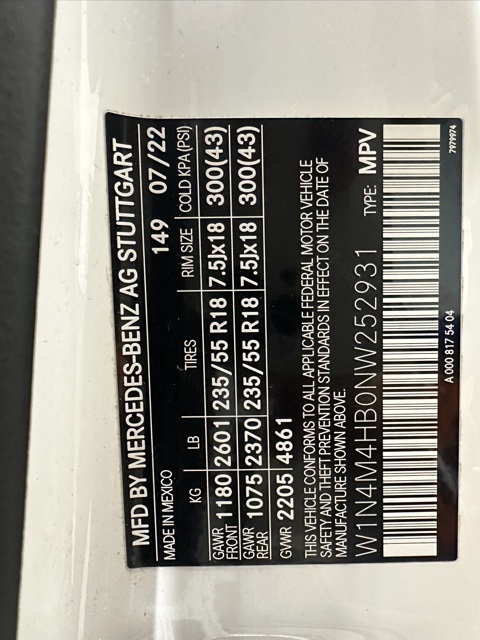 MFD BY MERCEDES-BENZ AG STUTTGART
MADE IN MEXICO 149 07/22
KG LB TIRES RIM SIZE COLD KPA (PSI)
GAWR FRONT 1180 2601 235/55 R18 7.5Jx18 300(43)
GAWR REAR 1075 2370 235/55 R18 7.5Jx18 300(43)
GVWR 2205 4861
THIS VEHICLE CONFORMS TO ALL APPLICABLE FEDERAL MOTOR VEHICLE
SAFETY AND THEFT PREVENTION STANDARDS IN EFFECT ON THE DATE OF
MANUFACTURE SHOWN ABOVE.
W1N4M4HB0NW252931 TYPE: MPV
A 000 817 54 04 7979974